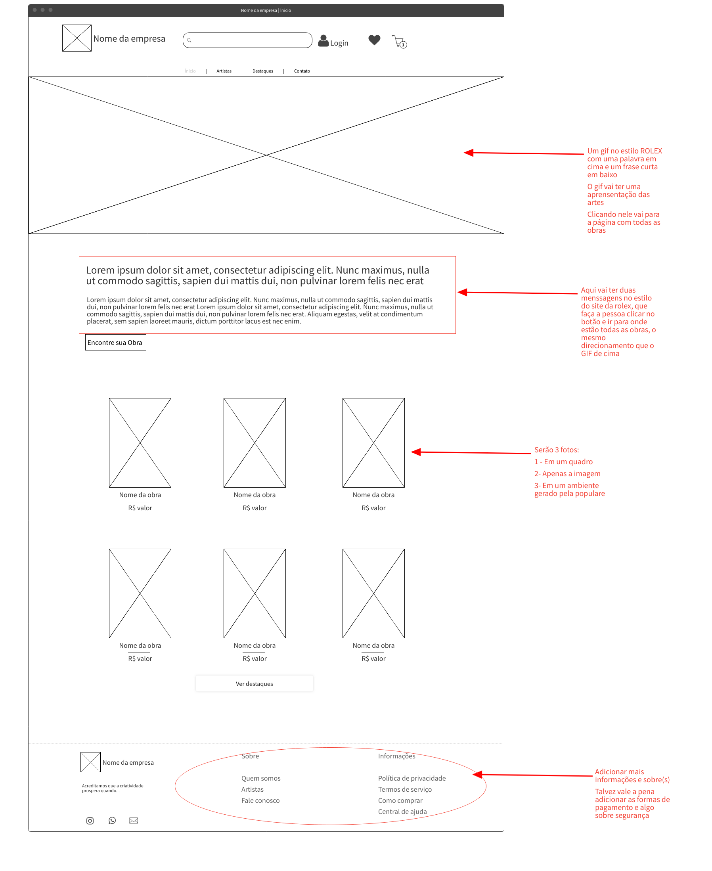 Nome da empresa | Início
Nome da empresa
Login
1
Início | Artistas Destaques | Contato
Um gif no estilo ROLEX
com uma palavra em
cima e um frase curta
em baixo
O gif vai ter uma
aprensentação das
artes
Clicando nele vai para
a página com todas as
obras
Lorem ipsum dolor sit amet, consectetur adipiscing elit. Nunc maximus, nulla
ut commodo sagittis, sapien dui mattis dui, non pulvinar lorem felis nec erat
Lorem ipsum dolor sit amet, consectetur adipiscing elit. Nunc maximus, nulla ut commodo sagittis, sapien dui mattis
dui, non pulvinar lorem felis nec erat Lorem ipsum dolor sit amet, consectetur adipiscing elit. Nunc maximus, nulla ut
commodo sagittis, sapien dui mattis dui, non pulvinar lorem felis nec erat. Aliquam egestas, velit at condimentum
placerat, sem sapien laoreet mauris, dictum porttitor lacus est nec enim.
Encontre sua Obra
Aqui vai ter duas
menssagens no estilo
do site da rolex, que
faça a pessoa clicar no
botão e ir para onde
estão todas as obras, o
mesmo
direcionamento que o
GIF de cima
Nome da obra Nome da obra Nome da obra
R$ valor R$ valor R$ valor
Serão 3 fotos:
1 - Em um quadro
2- Apenas a imagem
3- Em um ambiente
gerado pela populare
Nome da obra Nome da obra Nome da obra
R$ valor R$ valor R$ valor
Ver destaques
Nome da empresa
Acreditamos que a criatividade
prospera criando.
Sobre
Quem somos
Artistas
Fale conosco
Informações
Política de privacidade
Termos de serviço
Como comprar
Central de ajuda
Adicionar mais
informações e sobre(s)
Talvez vale a pena
adicionar as formas de
pagamento e algo
sobre segurança